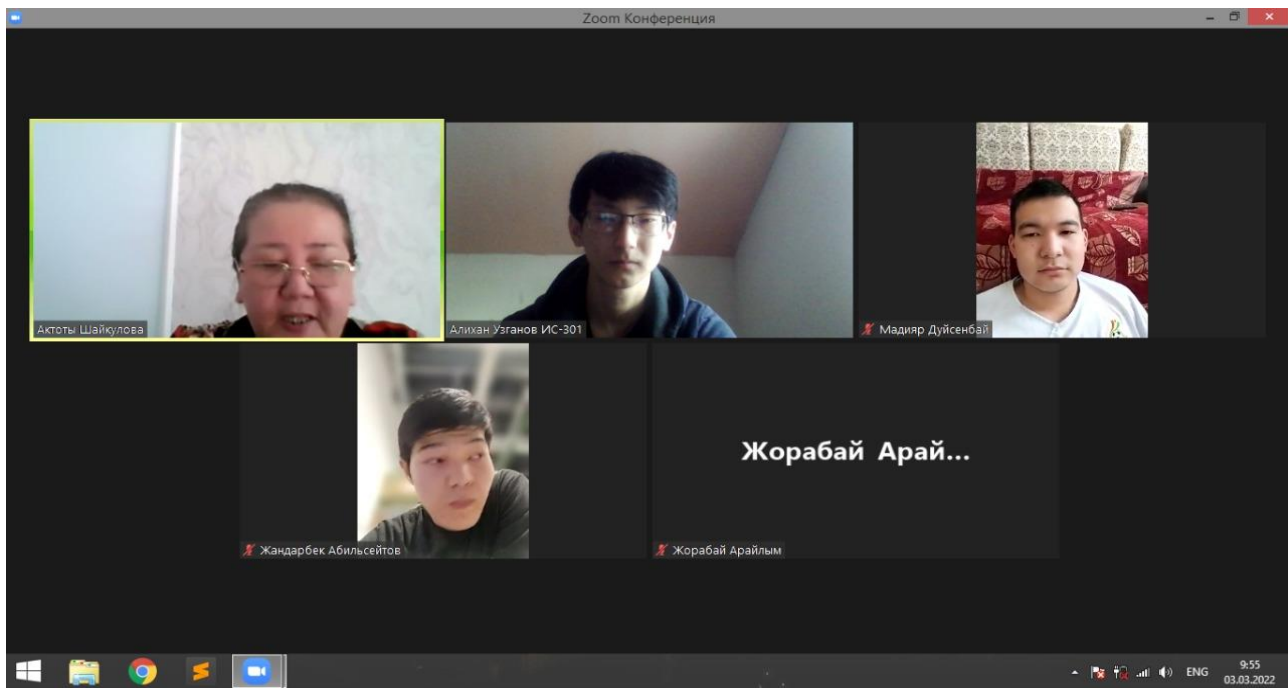 Zoom Конференция
Актоты Шайкулова
Алихан Узганов ИС-301
Мадияр Дуйсенбай
Жандарбек Абильсейтов
Жорабай Арай...
Жорабай Арайлым
ENG
9:55
03.03.2022